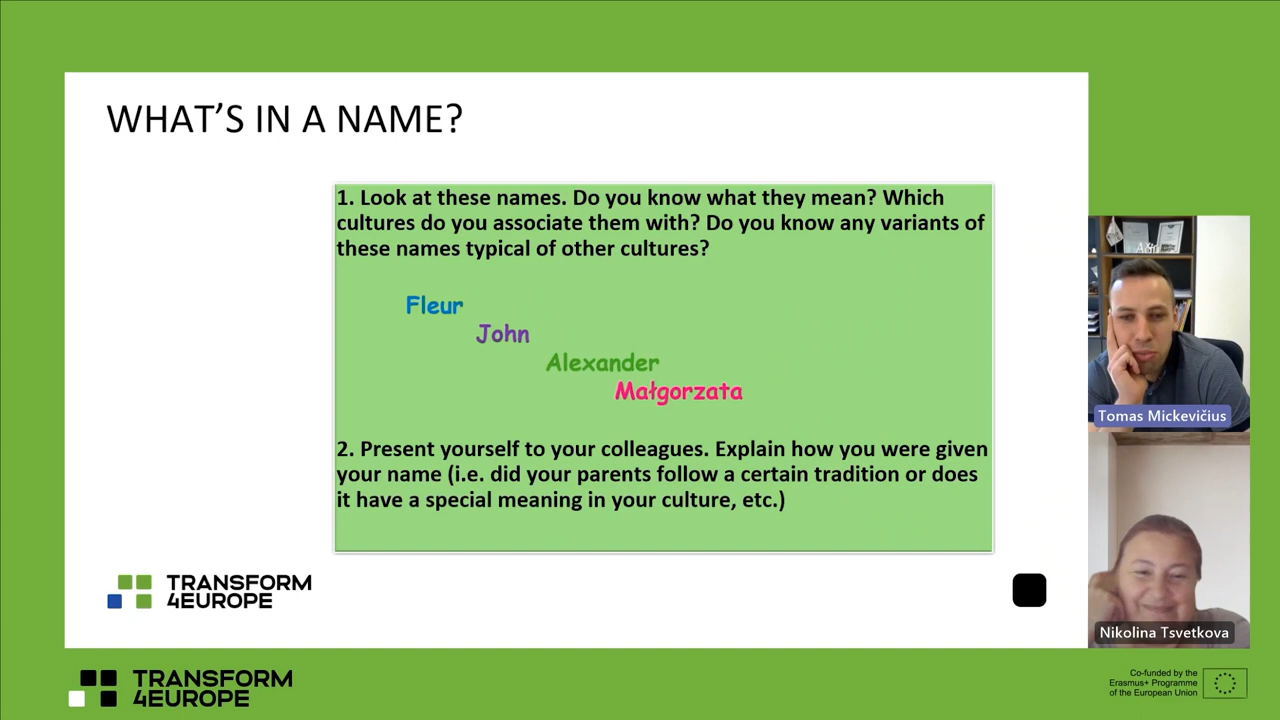 WHAT'S IN A NAME?
1. Look at these names. Do you know what they mean? Which
cultures do you associate them with? Do you know any variants of
these names typical of other cultures?
Fleur
John
Alexander
Małgorzata
2. Present yourself to your colleagues. Explain how you were given
your name (i.e. did your parents follow a certain tradition or does
it have a special meaning in your culture, etc.)
TRANSFORM
4EUROPE
Tomas Mickevičius
Nikolina Tsvetkova
TRANSFORM
4EUROPE
Co-funded by the
Erasmus+ Programme
of the European Union